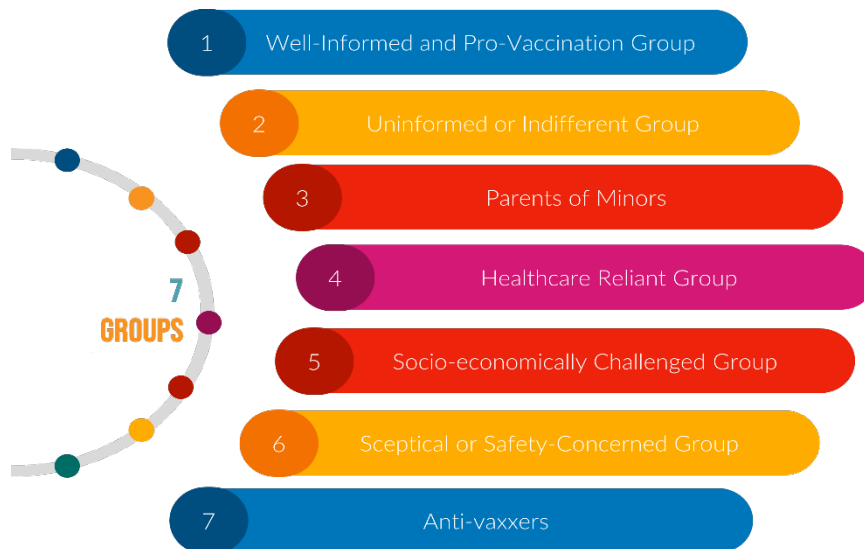 1 Well-Informed and Pro-Vaccination Group
2 Uninformed or Indifferent Group
3 Parents of Minors
7
GROUPS
4 Healthcare Reliant Group
5 Socio-economically Challenged Group
6 Sceptical or Safety-Concerned Group
7 Anti-vaxxers